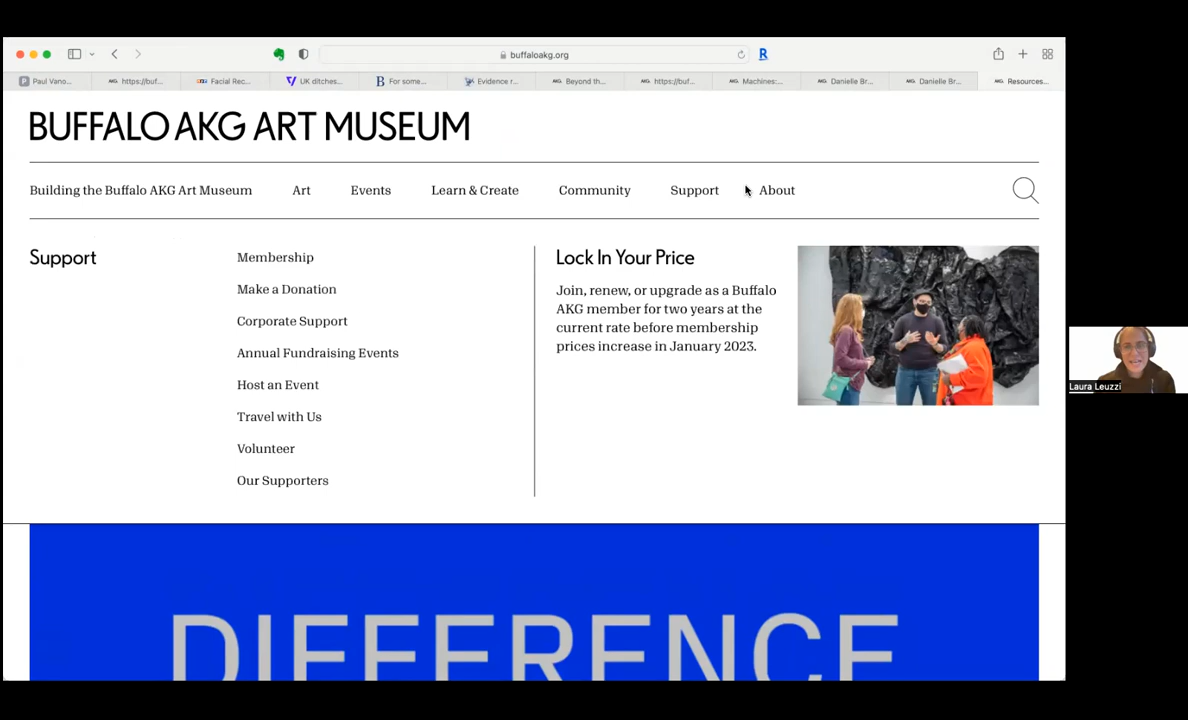 buffaloakg.org
Paul Vano...
https://buf...
Facial Rec...
UK ditches...
For some...
Evidence r...
Beyond th...
https://buf...
Machines:...
Danielle Br...
Danielle Br...
Resources...
BUFFALO AKG ART MUSEUM
Building the Buffalo AKG Art Museum Art Events Learn & Create Community Support About
Support
Membership
Make a Donation
Corporate Support
Annual Fundraising Events
Host an Event
Travel with Us
Volunteer
Our Supporters
Lock In Your Price
Join, renew, or upgrade as a Buffalo
AKG member for two years at the
current rate before membership
prices increase in January 2023.
Laura Leuzzi
DIFFERENCE